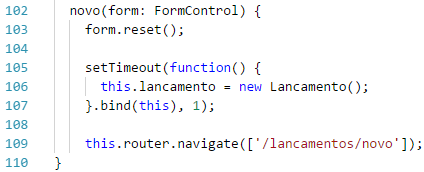 102 novo(form: FormControl) {
103 form.reset();
104
105 setTimeout(function() {
106 this.lancamento = new Lancamento();
107 }.bind(this), 1);
108
109 this.router.navigate(['/lancamentos/novo']);
110 }